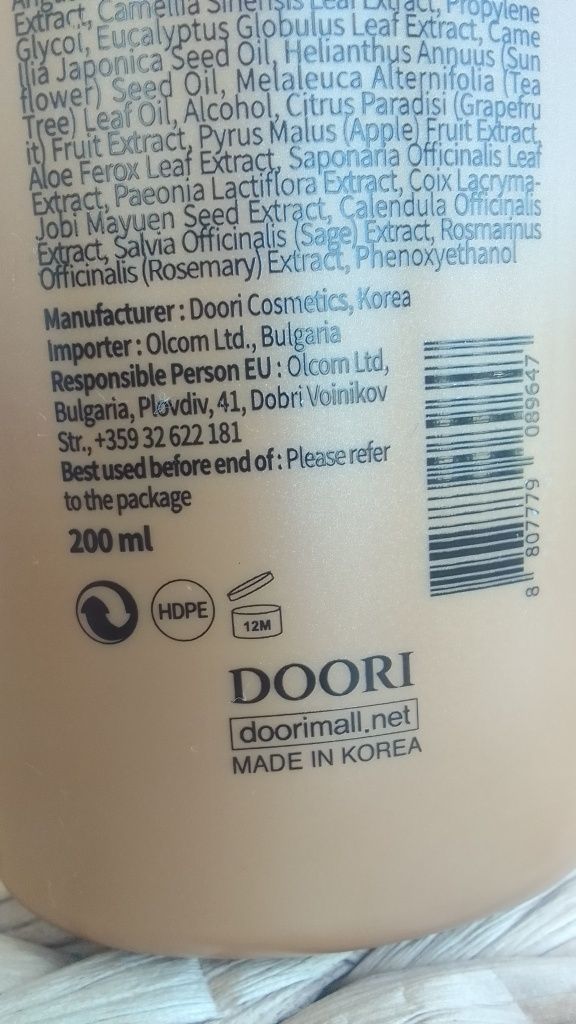 Extract, Camellia Sinensis Leaf Extract, Propylene
Glycol, Eucalyptus Globulus Leaf Extract, Came
llia Japonica Seed Oil, Helianthus Annuus (Sun
flower) Seed Oil, Melaleuca Alternifolia (Tea
Tree) Leaf Oil, Alcohol, Citrus Paradisi (Grapefru
it) Fruit Extract, Pyrus Malus (Apple) Fruit Extract,
Aloe Ferox Leaf Extract, Saponaria Officinalis Leaf
Extract, Paeonia Lactiflora Extract, Coix Lacryma-
Jobi Mayuen Seed Extract, Calendula Officinalis
Extract, Salvia Officinalis (Sage) Extract, Rosmarinus
Officinalis (Rosemary) Extract, Phenoxyethanol
Manufacturer : Doori Cosmetics, Korea
Importer : Olcom Ltd., Bulgaria
Responsible Person EU : Olcom Ltd,
Bulgaria, Plovdiv, 41, Dobri Voinikov
Str., +359 32 622 181
Best used before end of : Please refer
to the package
200 ml
8 807779 089647
HDPE
12M
DOORI
doorimall.net
MADE IN KOREA